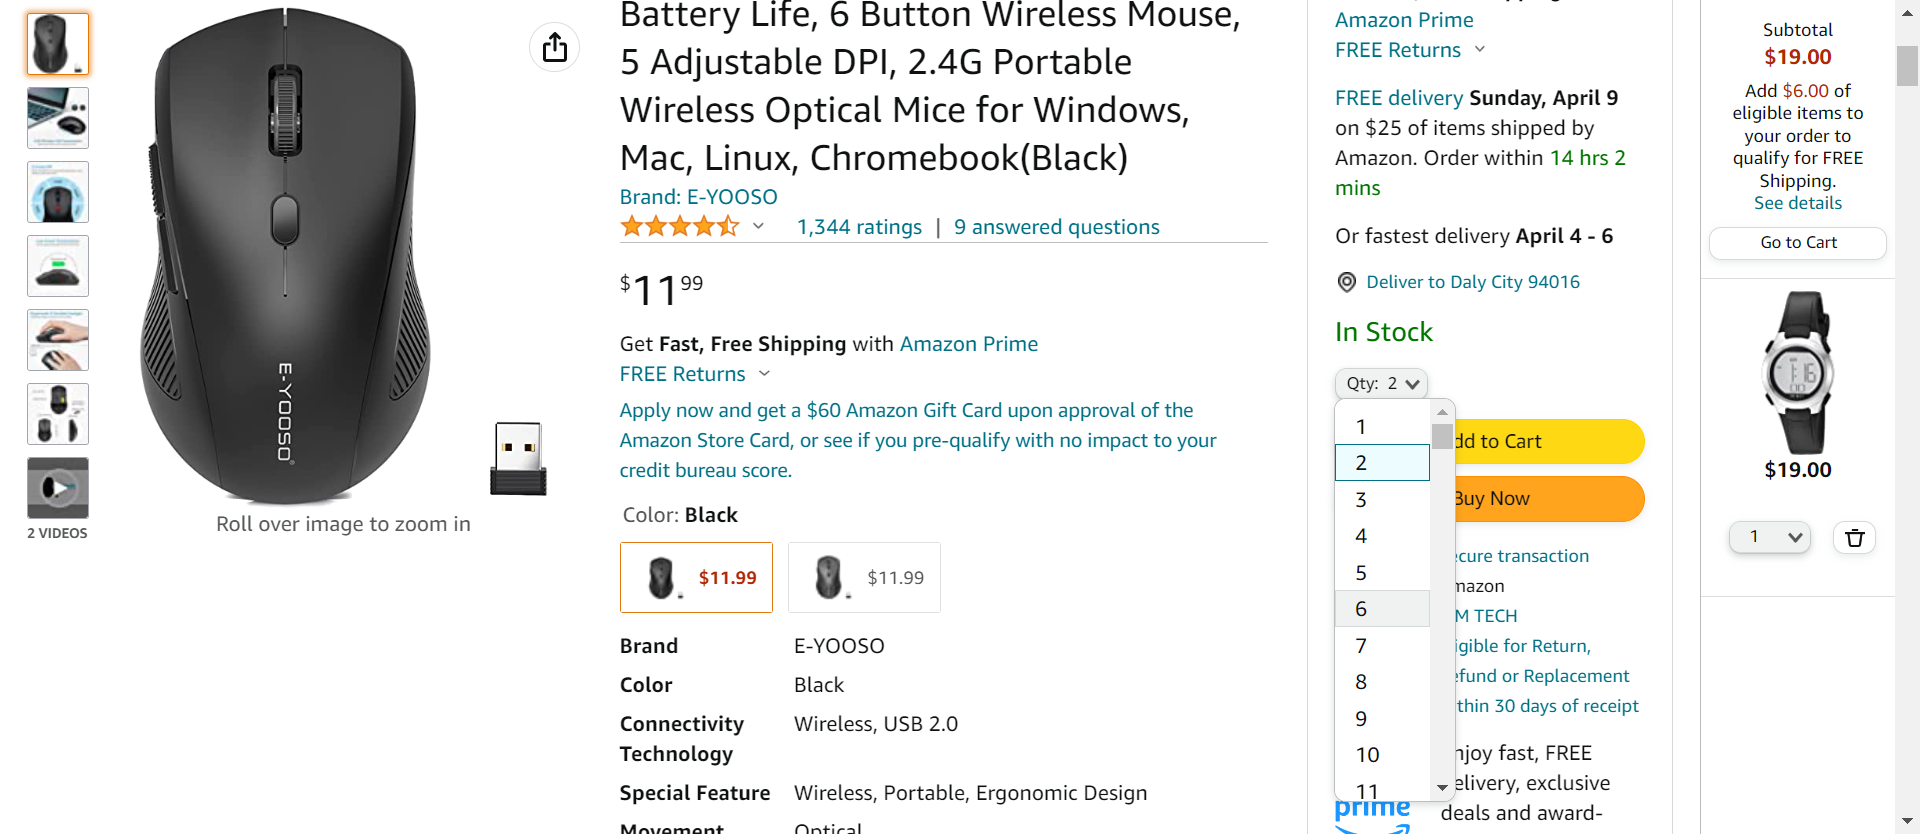 2 VIDEOS
E-YOOSO
Roll over image to zoom in
Battery Life, 6 Button Wireless Mouse,
5 Adjustable DPI, 2.4G Portable
Wireless Optical Mice for Windows,
Mac, Linux, Chromebook(Black)
Brand: E-YOOSO
1,344 ratings | 9 answered questions
$11.99
Get Fast, Free Shipping with Amazon Prime
FREE Returns
Apply now and get a $60 Amazon Gift Card upon approval of the
Amazon Store Card, or see if you pre-qualify with no impact to your
credit bureau score.
Color: Black
$11.99
$11.99
Brand E-YOOSO
Color Black
Connectivity Wireless, USB 2.0
Technology
Special Feature Wireless, Portable, Ergonomic Design
Movement Optical
Amazon Prime
FREE Returns
FREE delivery Sunday, April 9
on $25 of items shipped by
Amazon. Order within 14 hrs 2
mins
Or fastest delivery April 4 - 6
Deliver to Daly City 94016
In Stock
Qty: 2
1
2
3
4
5
6
7
8
9
10
11
dd to Cart
Buy Now
cure transaction
mazon
M TECH
igible for Return,
fund or Replacement
thin 30 days of receipt
prime
njoy fast, FREE
elivery, exclusive
deals and award-
Subtotal
$19.00
Add $6.00 of
eligible items to
your order to
qualify for FREE
Shipping.
See details
Go to Cart
$19.00
1